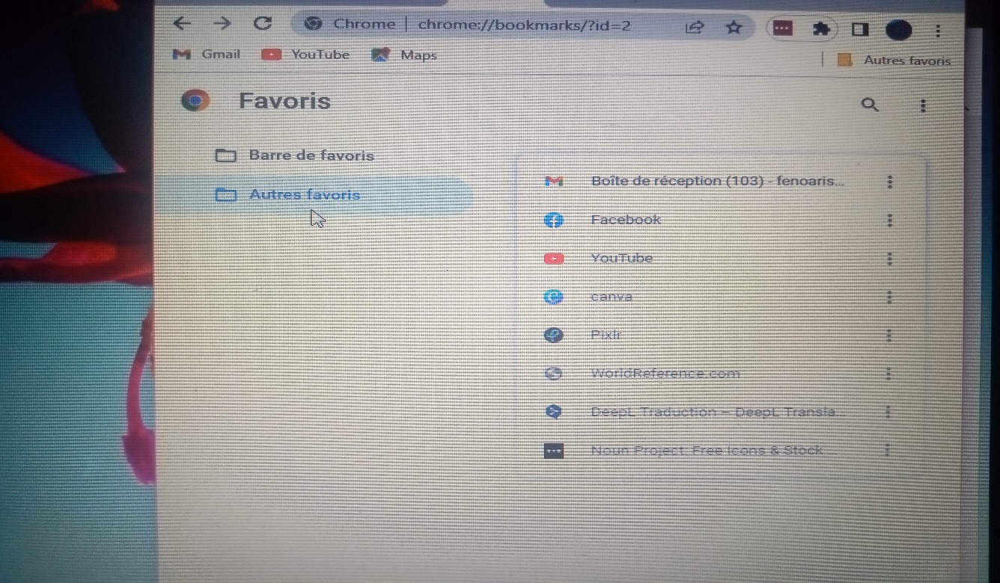 Chrome | chrome://bookmarks/?id=2
Gmail YouTube Maps Autres favoris
Favoris
Barre de favoris
Autres favoris
Boîte de réception (103) - fenoaris...
Facebook
YouTube
canva
Pixlr
WorldReference.com
DeepL Traduction – DeepL Transla...
Noun Project: Free Icons & Stock ...